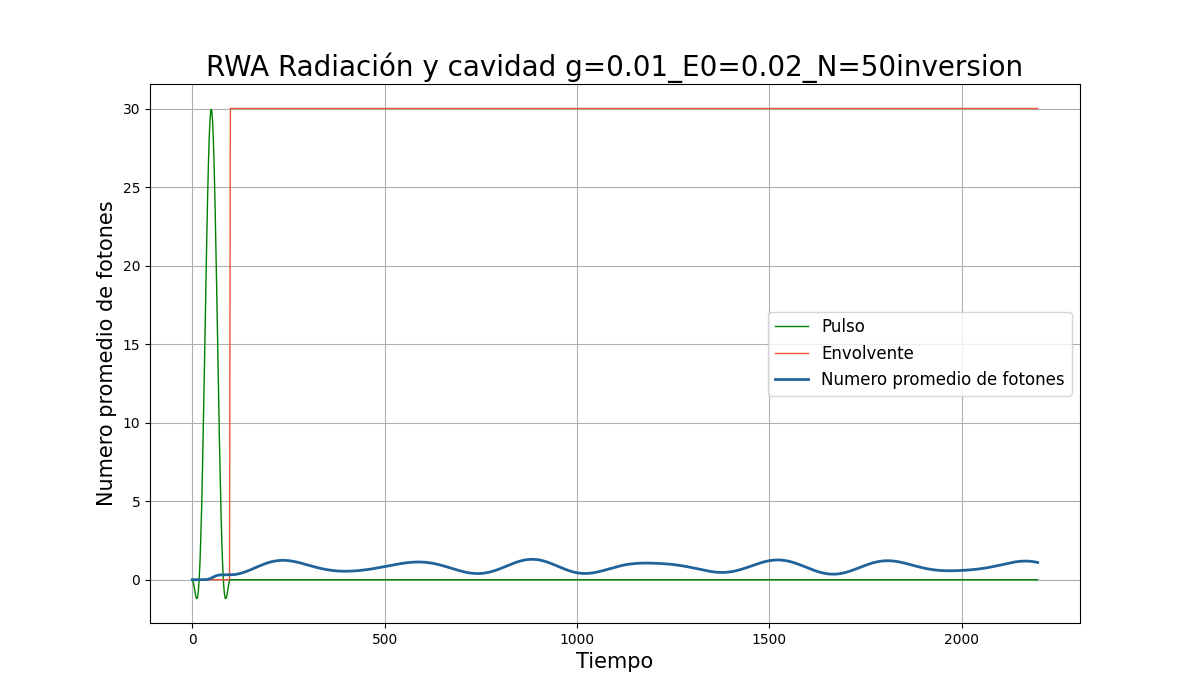 RWA Radiación y cavidad g=0.01_E0=0.02_N=50inversion
Numero promedio de fotones
30
25
20
15
10
5
0
Pulso
Envolvente
Numero promedio de fotones
0
500
1000
1500
2000
Tiempo